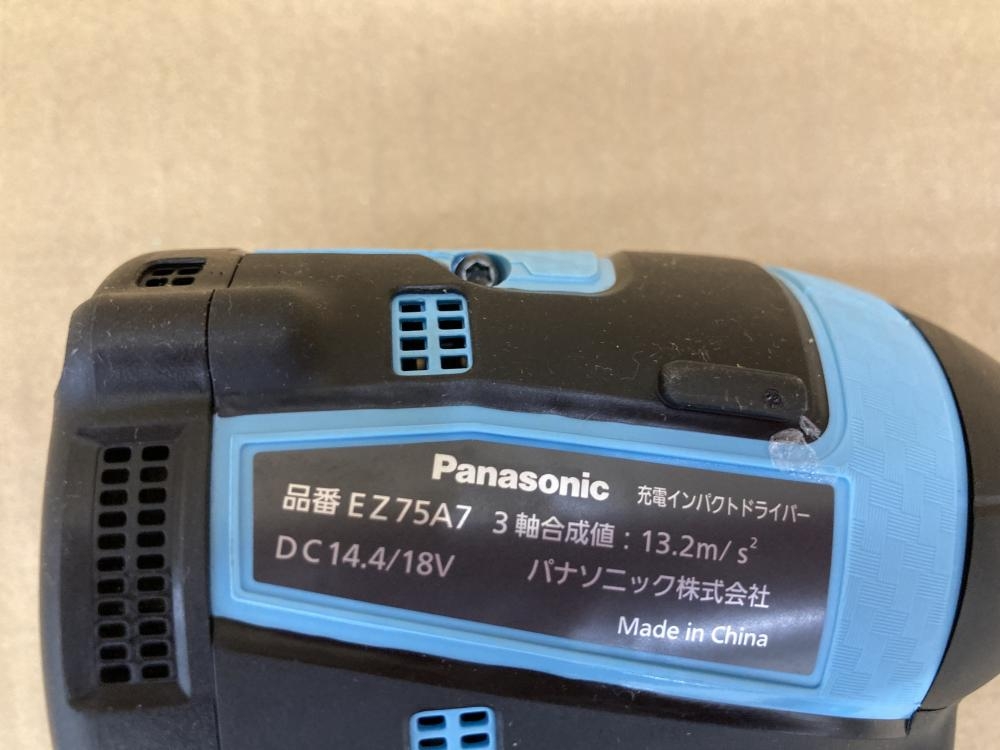 Panasonic 充電インパクトドライバー
品番 EZ75A7 3軸合成値：13.2m/s²
DC14.4/18V パナソニック株式会社
Made in China